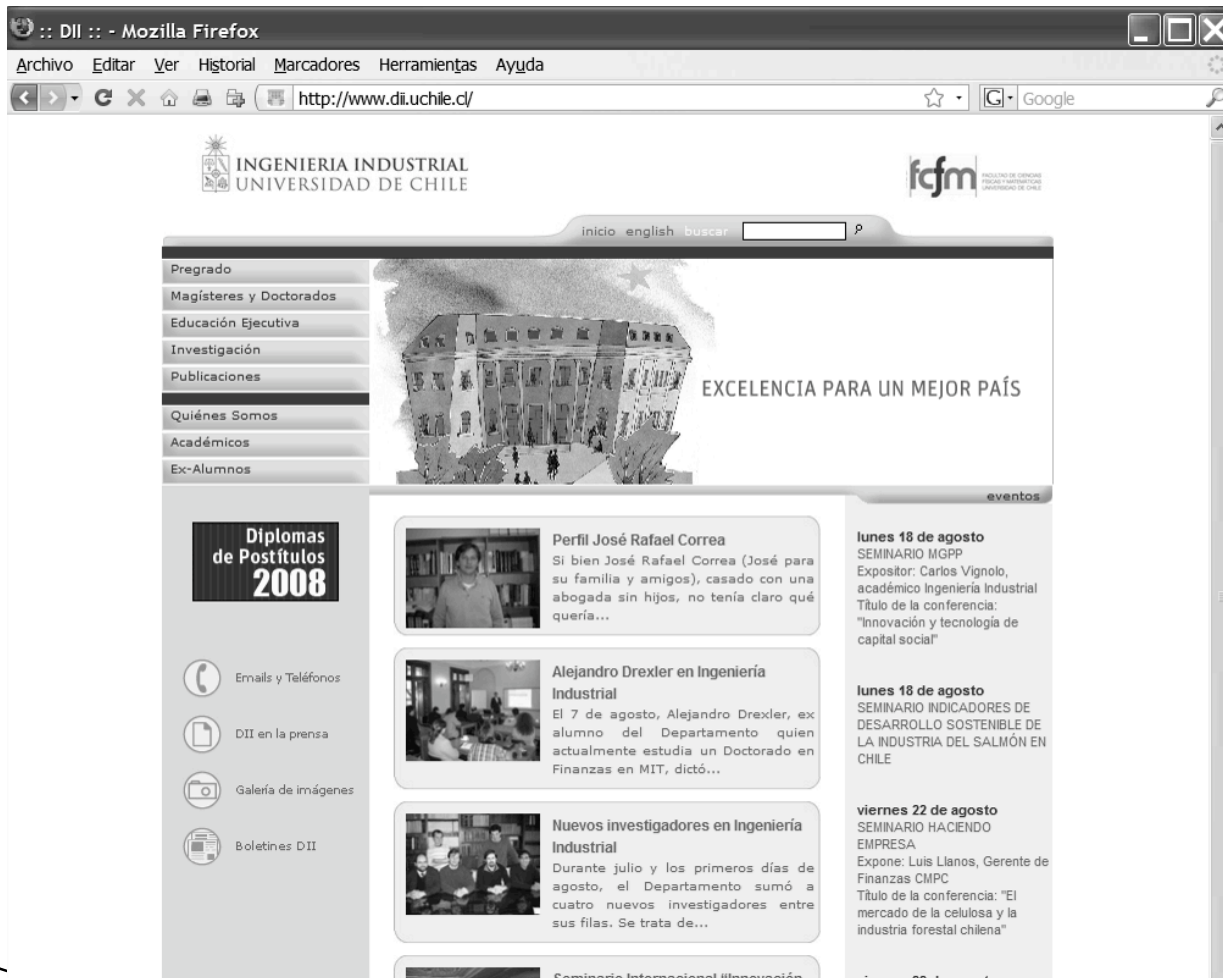 :: DII :: - Mozilla Firefox
Archivo Editar Ver Historial Marcadores Herramientas Ayuda
http://www.dii.uchile.cl/
G Google
INGENIERIA INDUSTRIAL
UNIVERSIDAD DE CHILE
fcfm
FACULTAD DE CIENCIAS
FISICAS Y MATEMATICAS
UNIVERSIDAD DE CHILE
inicio english buscar
Pregrado
Magísteres y Doctorados
Educación Ejecutiva
Investigación
Publicaciones
Quiénes Somos
Académicos
Ex-Alumnos
EXCELENCIA PARA UN MEJOR PAÍS
Diplomas
de Postítulos
2008
Emails y Teléfonos
DII en la prensa
Galería de imágenes
Boletines DII
Perfil José Rafael Correa
Si bien José Rafael Correa (José para
su familia y amigos), casado con una
abogada sin hijos, no tenía claro qué
quería...
Alejandro Drexler en Ingeniería
Industrial
El 7 de agosto, Alejandro Drexler, ex
alumno del Departamento quien
actualmente estudia un Doctorado en
Finanzas en MIT, dictó...
Nuevos investigadores en Ingeniería
Industrial
Durante julio y los primeros días de
agosto, el Departamento sumó a
cuatro nuevos investigadores entre
sus filas. Se trata de...
eventos
lunes 18 de agosto
SEMINARIO MGPP
Expositor: Carlos Vignolo,
académico Ingeniería Industrial
Título de la conferencia:
"Innovación y tecnología de
capital social"
lunes 18 de agosto
SEMINARIO INDICADORES DE
DESARROLLO SOSTENIBLE DE
LA INDUSTRIA DEL SALMÓN EN
CHILE
viernes 22 de agosto
SEMINARIO HACIENDO
EMPRESA
Expone: Luis Llanos, Gerente de
Finanzas CMPC
Título de la conferencia: "El
mercado de la celulosa y la
industria forestal chilena"